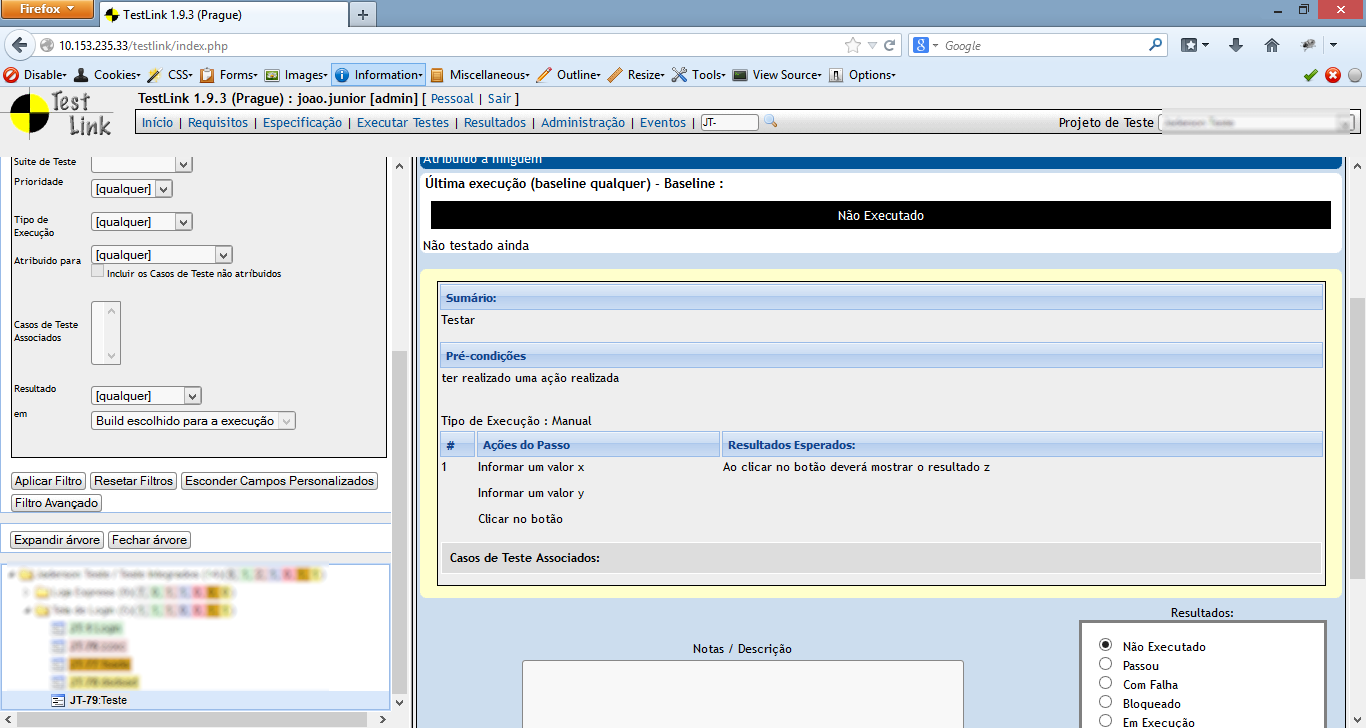 Firefox
TestLink 1.9.3 (Prague)
10.153.235.33/testlink/index.php
Google
Disable
Cookies
CSS
Forms
Images
Information
Miscellaneous
Outline
Resize
Tools
View Source
Options
Test
Link
TestLink 1.9.3 (Prague) : joao.junior [admin] [ Pessoal | Sair ]
Início | Requisitos | Especificação | Executar Testes | Resultados | Administração | Eventos | JT-
Projeto de Teste
Suite de Teste
Prioridade [qualquer]
Tipo de
Execução
[qualquer]
Atribuido para [qualquer]
Incluir os Casos de Teste não atríbuidos
Casos de Teste
Associados
Resultado [qualquer]
em Build escolhido para a execução
Aplicar Filtro Resetar Filtros Esconder Campos Personalizados
Filtro Avançado
Expandir árvore Fechar árvore
JT-79:Teste
Atribuído a ninguém
Última execução (baseline qualquer) - Baseline :
Não Executado
Não testado ainda
Sumário:
Testar
Pré-condições
ter realizado uma ação realizada
Tipo de Execução : Manual
# Ações do Passo Resultados Esperados:
1 Informar um valor x Ao clicar no botão deverá mostrar o resultado z
Informar um valor y
Clicar no botão
Casos de Teste Associados:
Notas / Descrição
Resultados:
Não Executado
Passou
Com Falha
Bloqueado
Em Execução